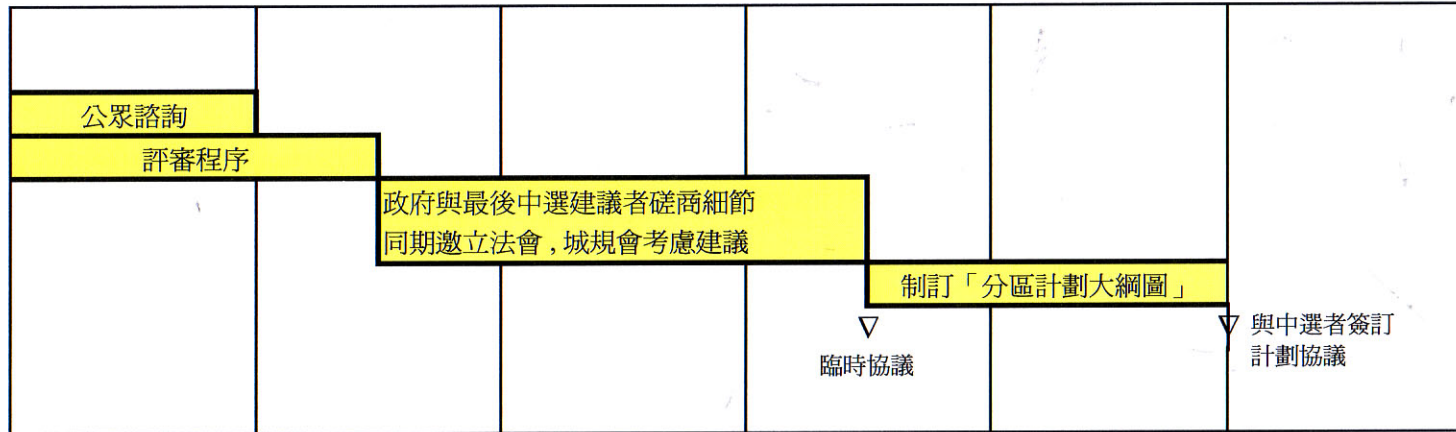 公眾諮詢
評審程序
政府與最後中選建議者磋商細節
同期邀立法會，城規會考慮建議
制訂「分區計劃大綱圖」
臨時協議
與中選者簽訂
計劃協議